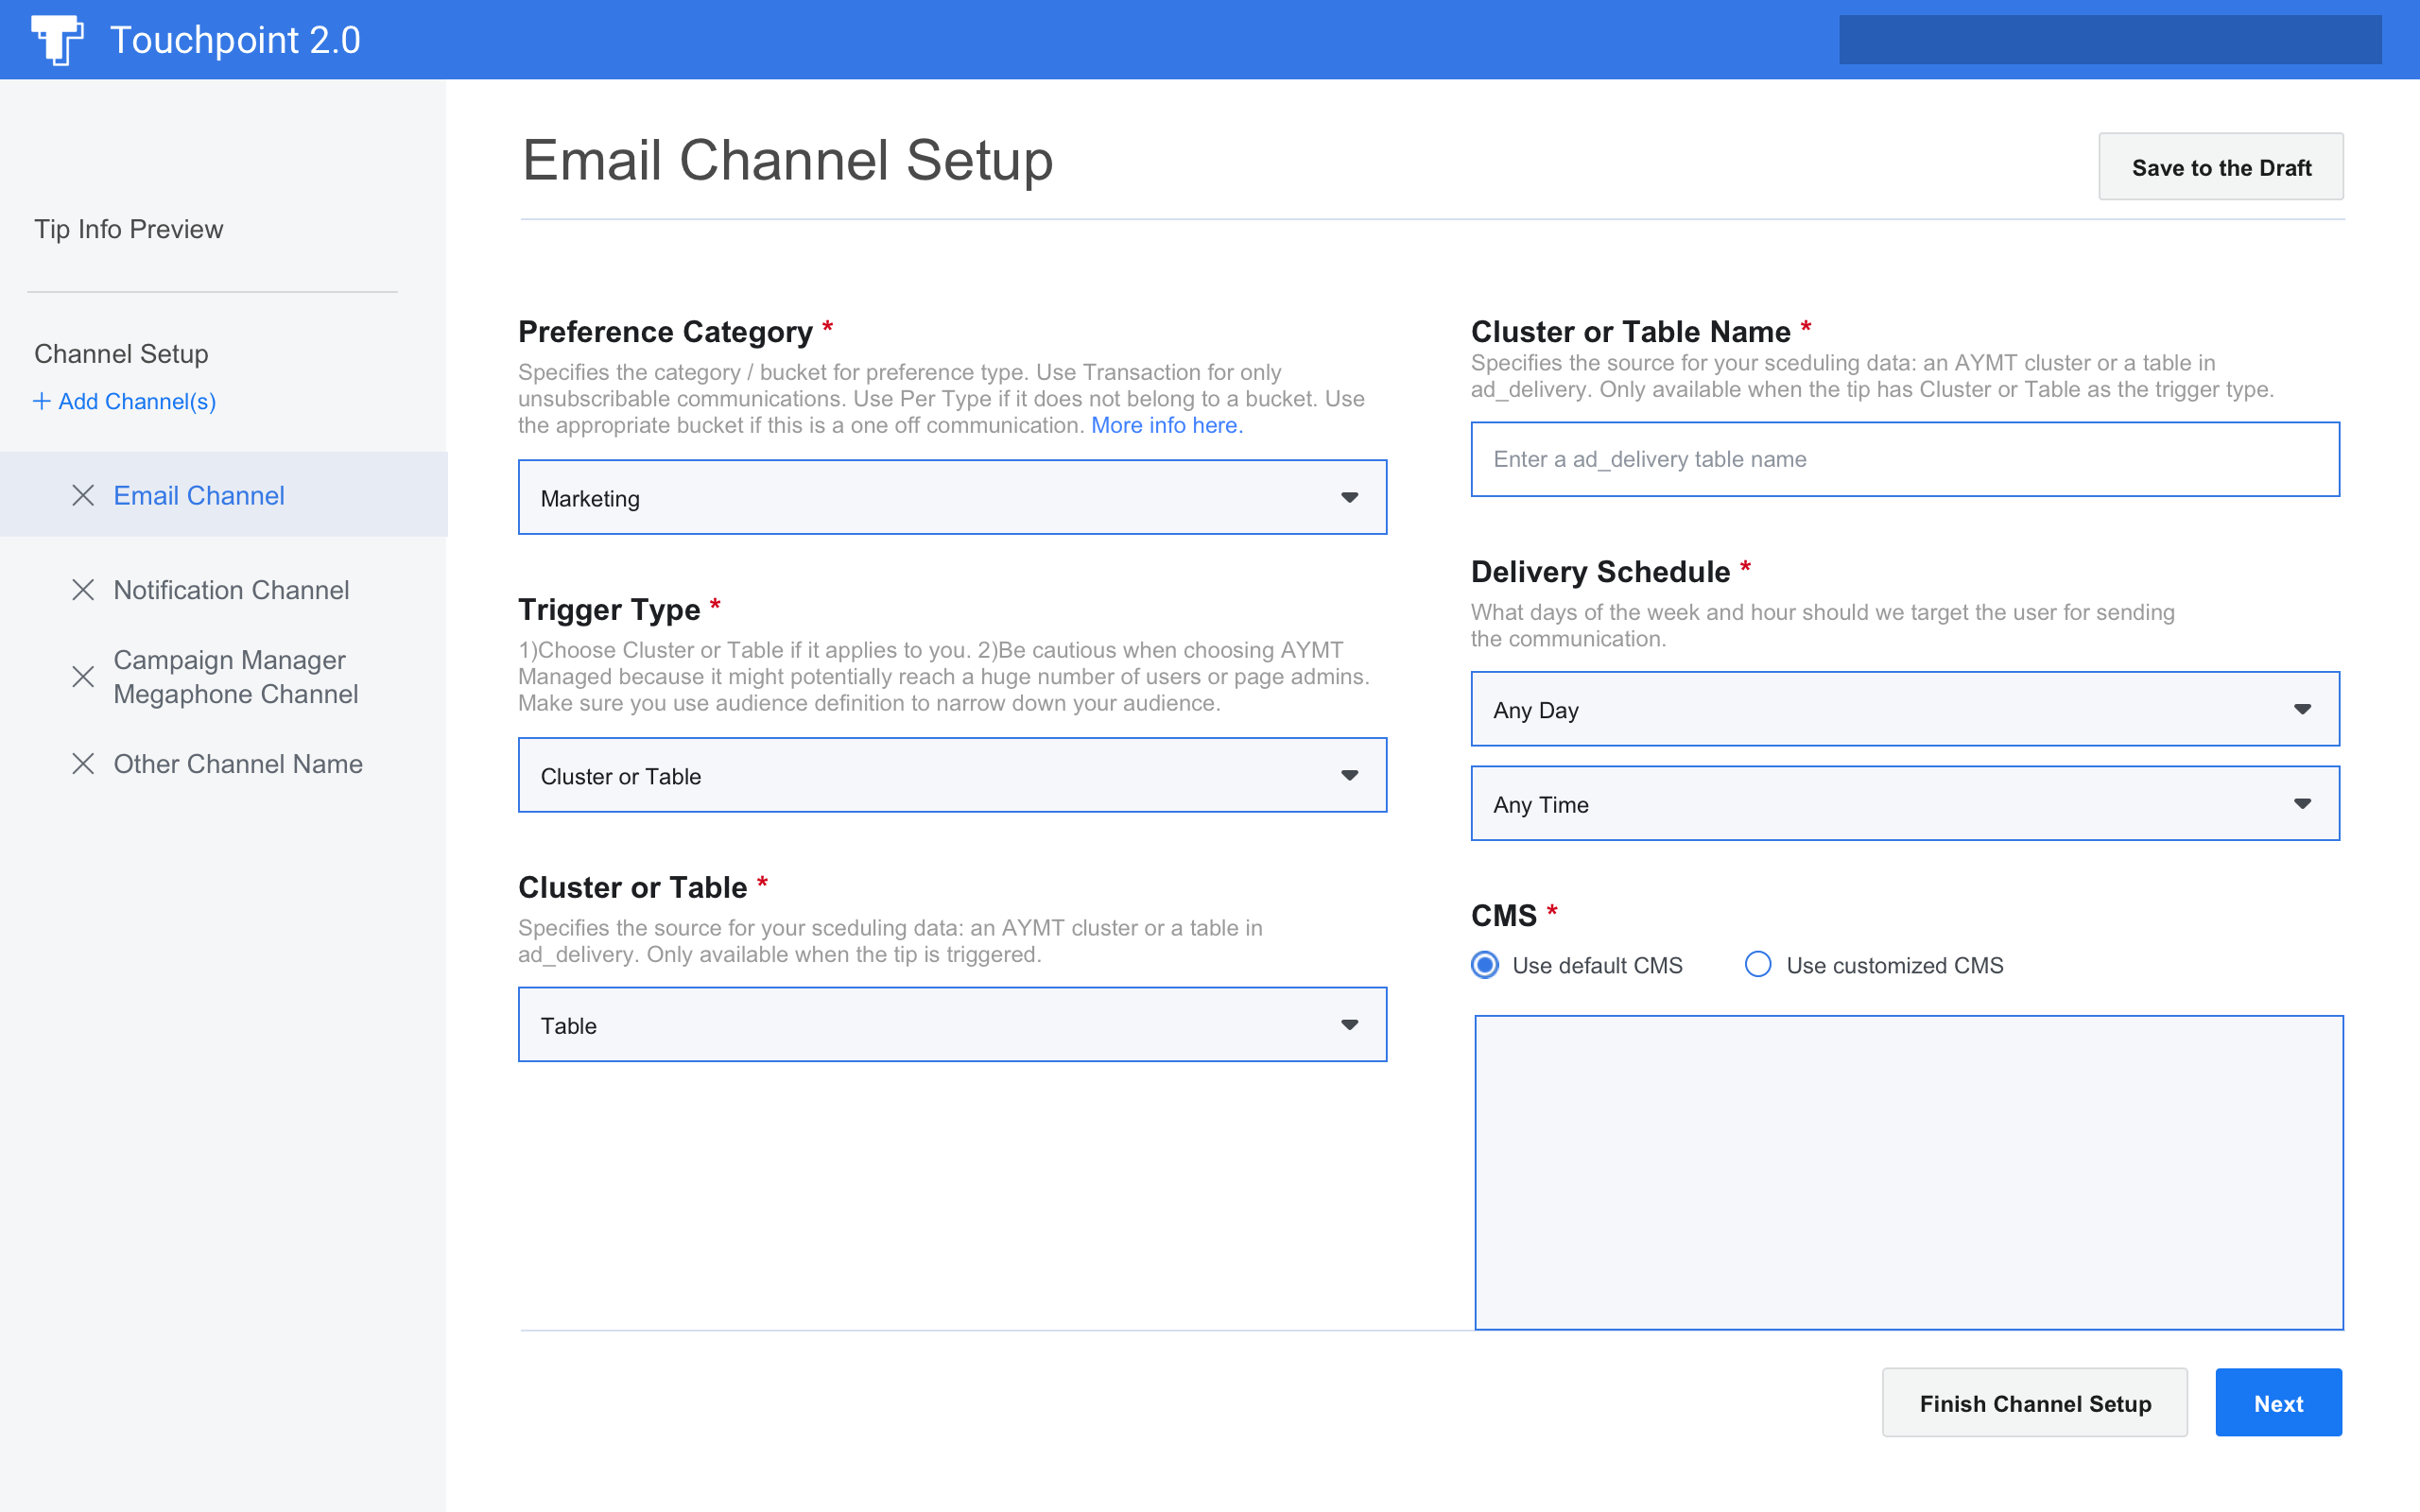 Touchpoint 2.0
Tip Info Preview
Channel Setup
+ Add Channel(s)
Email Channel
Notification Channel
Campaign Manager
Megaphone Channel
Other Channel Name
Email Channel Setup
Save to the Draft
Preference Category *
Specifies the category / bucket for preference type. Use Transaction for only
unsubscribable communications. Use Per Type if it does not belong to a bucket. Use
the appropriate bucket if this is a one off communication. More info here.
Marketing
Trigger Type *
1)Choose Cluster or Table if it applies to you. 2)Be cautious when choosing AYMT
Managed because it might potentially reach a huge number of users or page admins.
Make sure you use audience definition to narrow down your audience.
Cluster or Table
Cluster or Table *
Specifies the source for your sceduling data: an AYMT cluster or a table in
ad_delivery. Only available when the tip is triggered.
Table
Cluster or Table Name *
Specifies the source for your sceduling data: an AYMT cluster or a table in
ad_delivery. Only available when the tip has Cluster or Table as the trigger type.
Enter a ad_delivery table name
Delivery Schedule *
What days of the week and hour should we target the user for sending
the communication.
Any Day
Any Time
CMS *
Use default CMS
Use customized CMS
Finish Channel Setup
Next